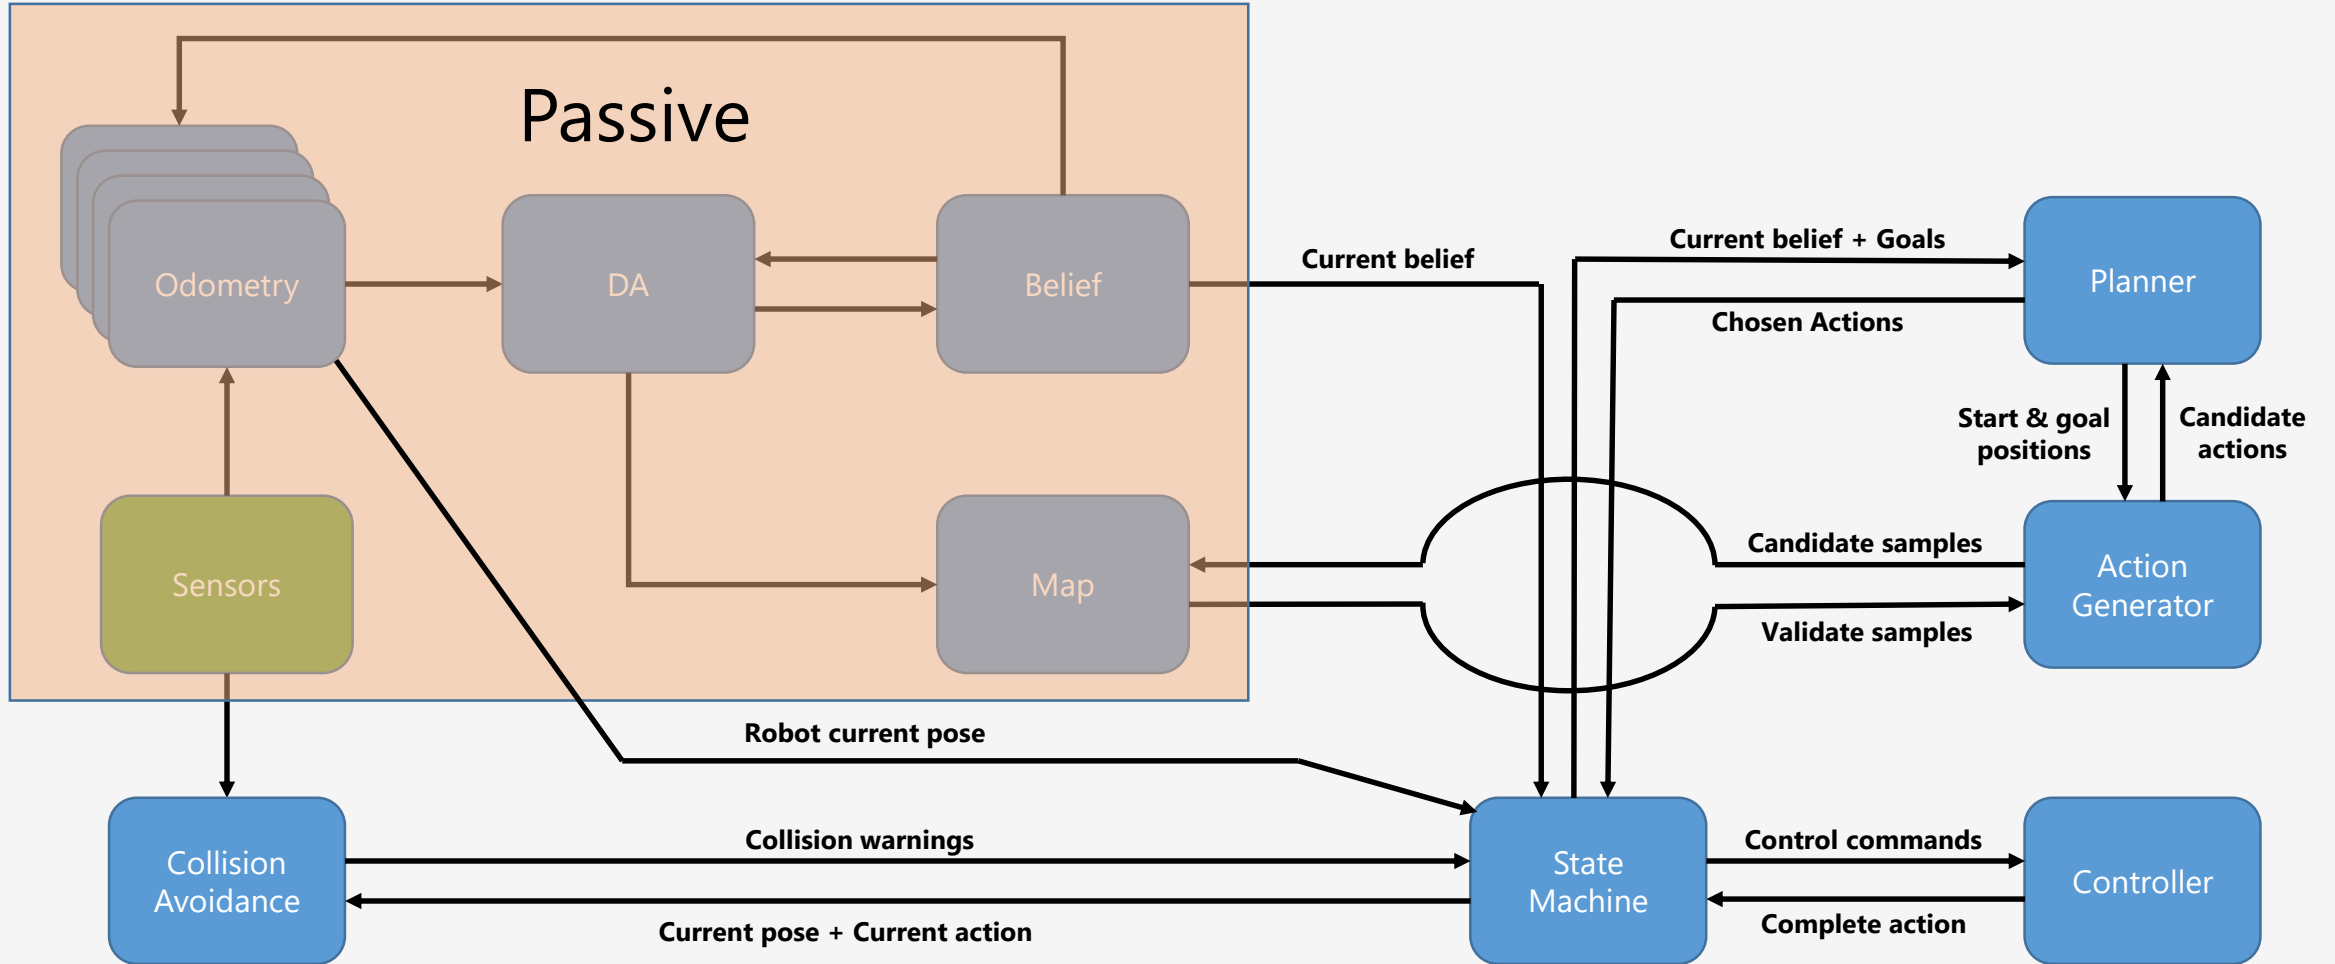 Passive
Odometry
DA
Belief
Sensors
Map
Current belief
Current belief + Goals
Chosen Actions
Planner
Start & goal
positions
Candidate
actions
Candidate samples
Validate samples
Action
Generator
Robot current pose
Collision warnings
Current pose + Current action
Collision
Avoidance
State
Machine
Control commands
Complete action
Controller